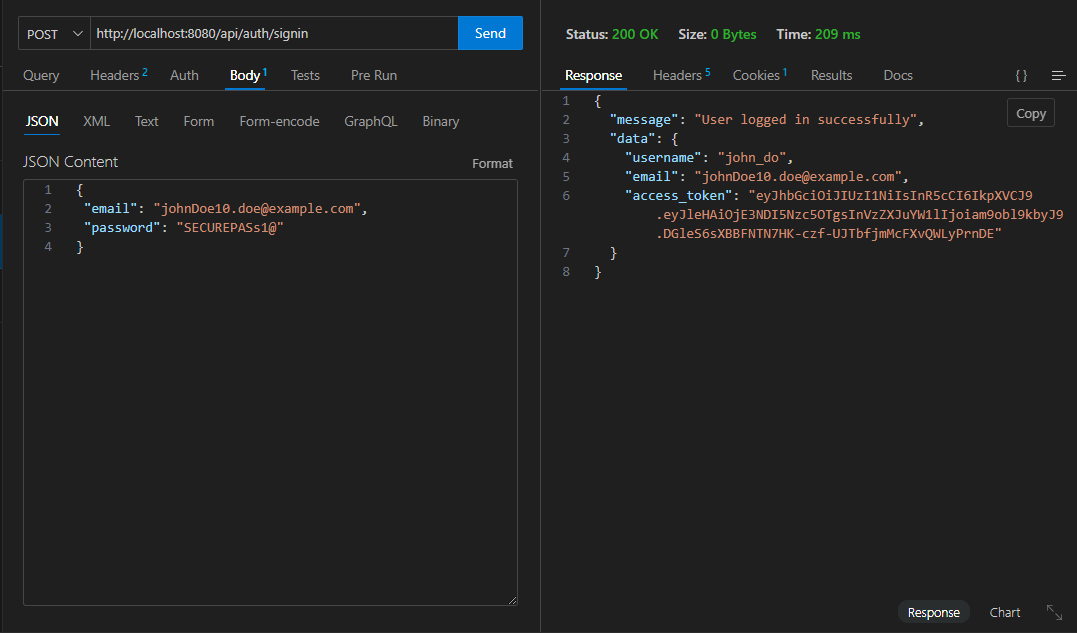 POST http://localhost:8080/api/auth/signin Send
Query Headers 2 Auth Body 1 Tests Pre Run
JSON XML Text Form Form-encode GraphQL Binary
JSON Content Format
1 {
2 "email": "johnDoe10.doe@example.com",
3 "password": "SECUREPASs1@"
4 }
Status: 200 OK Size: 0 Bytes Time: 209 ms
Response Headers 5 Cookies 1 Results Docs {}
Copy
1 {
2 "message": "User logged in successfully",
3 "data": {
4 "username": "john_do",
5 "email": "johnDoe10.doe@example.com",
6 "access_token": "eyJhbGciOiJIUzI1NiIsInR5cCI6IkpXVCJ9
.eyJleHAiOjE3NDI5Nzc5OTgsInVzZXJuYW1lIjoiam9obl9kbyJ9
.DGleS6sXBBFNTN7HK-czf-UJTbfjmMcFXvQWLyPrnDE"
7 }
8 }
Response Chart